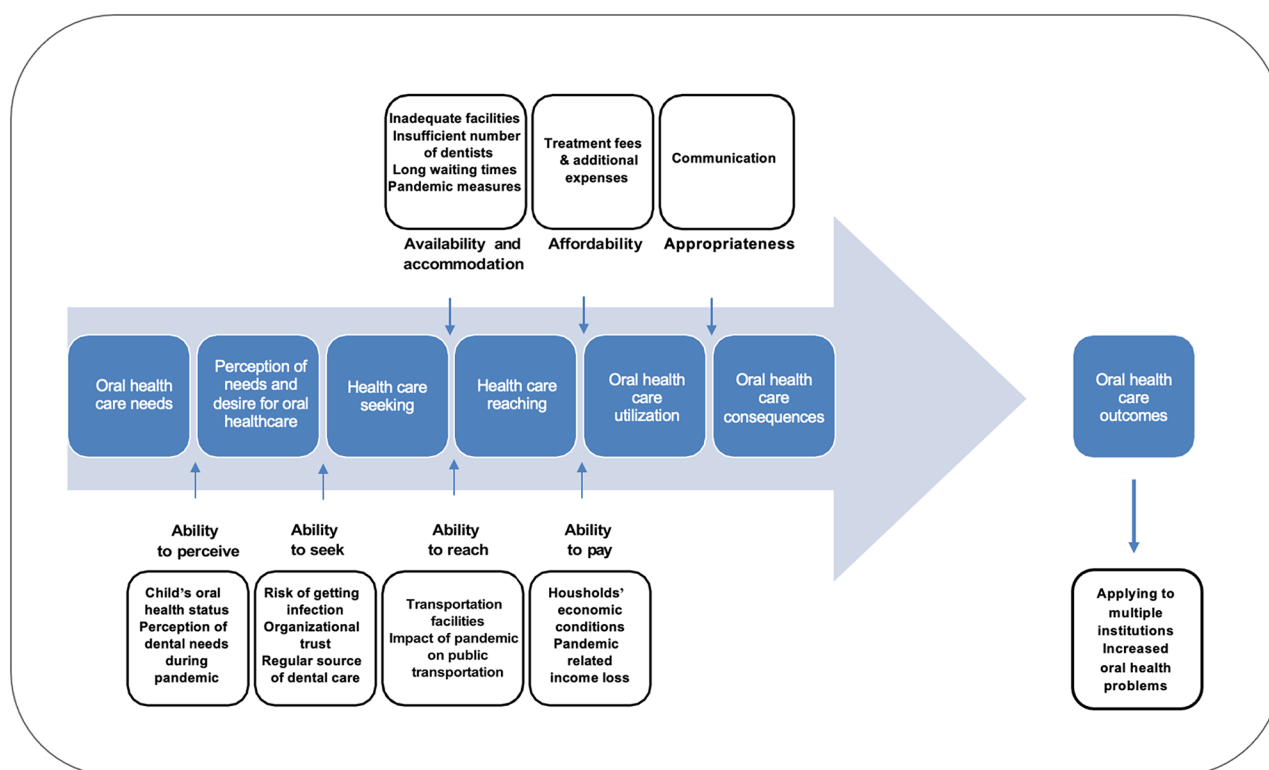 Inadequate facilities
Insufficient number
of dentists
Long waiting times
Pandemic measures
Treatment fees
& additional
expenses
Communication
Availability and
accommodation
Affordability
Appropriateness
Oral health
care needs
Perception of
needs and
desire for oral
healthcare
Health care
seeking
Health care
reaching
Oral health
care
utilization
Oral health
care
consequences
Oral health
care
outcomes
Ability
to perceive
Ability
to seek
Ability
to reach
Ability
to pay
Child's oral
health status
Perception of
dental needs
during
pandemic
Risk of getting
infection
Organizational
trust
Regular source
of dental care
Transportation
facilities
Impact of pandemic
on public
transportation
Housholds'
economic
conditions
Pandemic
related
income loss
Applying to
multiple
institutions
Increased
oral health
problems